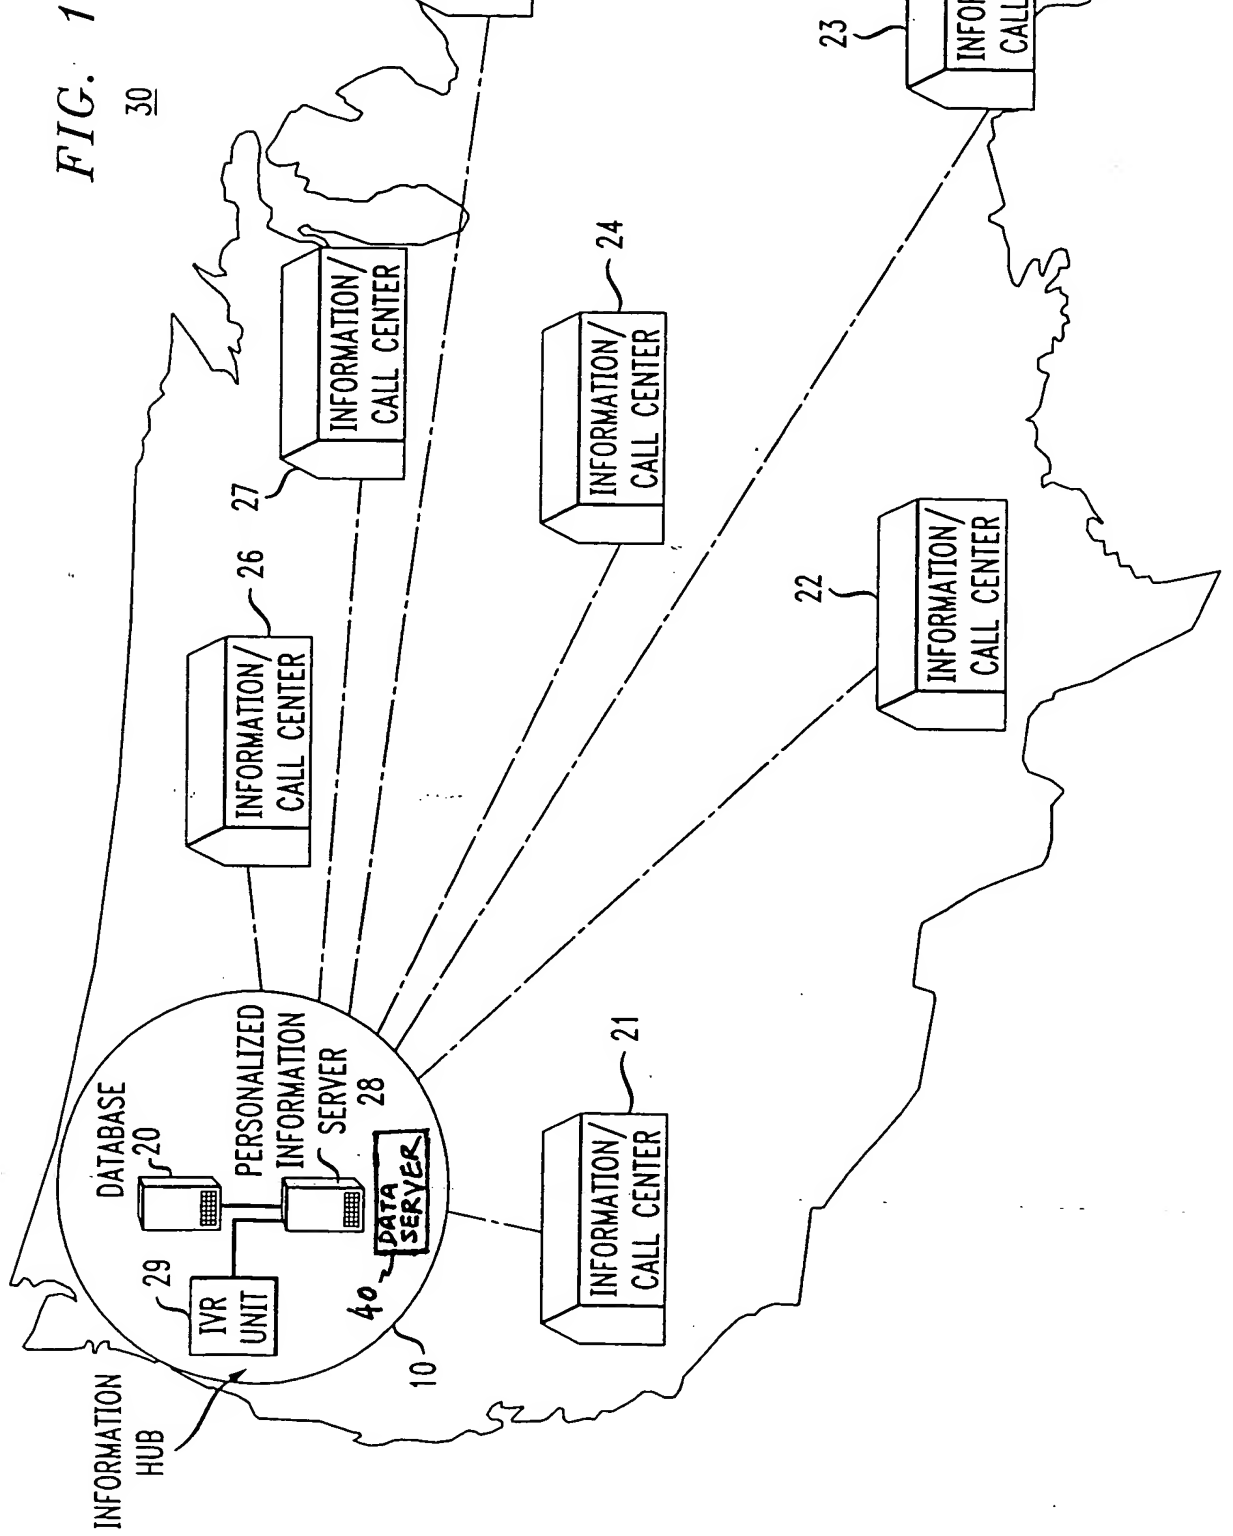 FIG. 1
30
INFORMATION
HUB
DATABASE
20
29
IVR
UNIT
PERSONALIZED
INFORMATION
SERVER
28
DATA
SERVER
40
10
26
INFORMATION/
CALL CENTER
27
INFORMATION/
CALL CENTER
24
INFORMATION/
CALL CENTER
21
INFORMATION/
CALL CENTER
22
INFORMATION/
CALL CENTER
23
INFOR
CALL